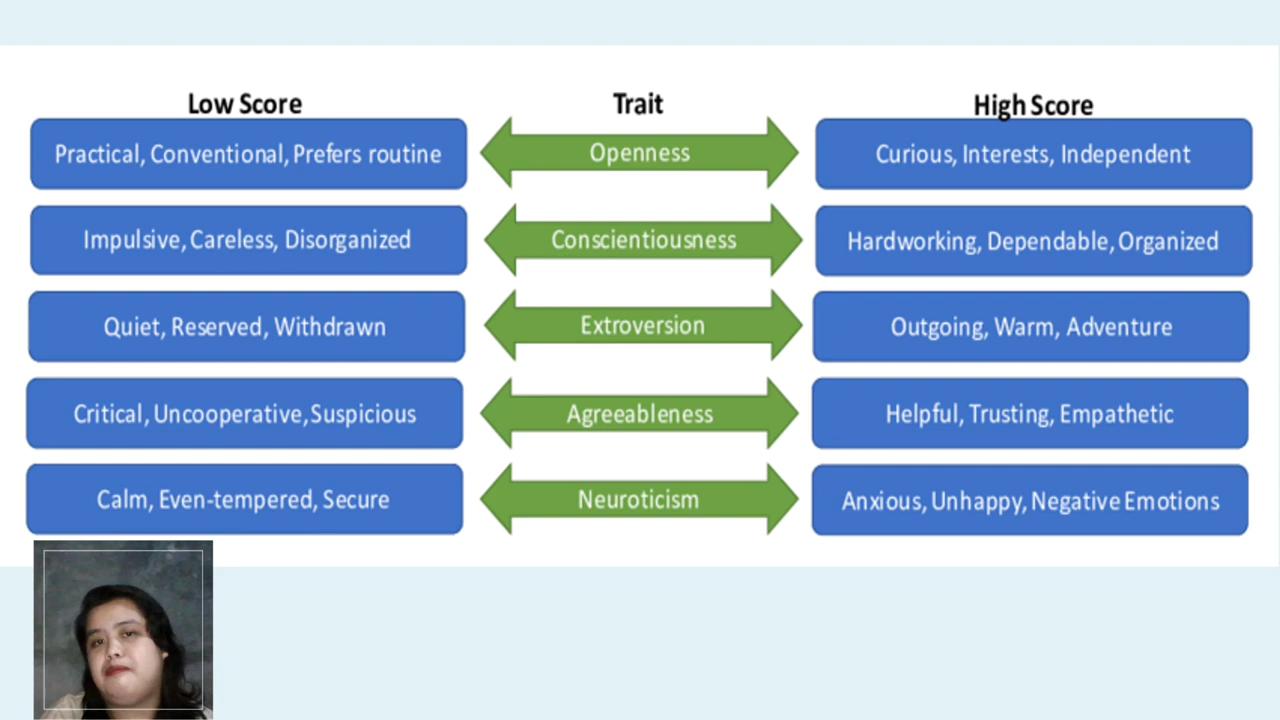 Low Score Trait High Score
Practical, Conventional, Prefers routine Openness Curious, Interests, Independent
Impulsive, Careless, Disorganized Conscientiousness Hardworking, Dependable, Organized
Quiet, Reserved, Withdrawn Extroversion Outgoing, Warm, Adventure
Critical, Uncooperative, Suspicious Agreeableness Helpful, Trusting, Empathetic
Calm, Even-tempered, Secure Neuroticism Anxious, Unhappy, Negative Emotions